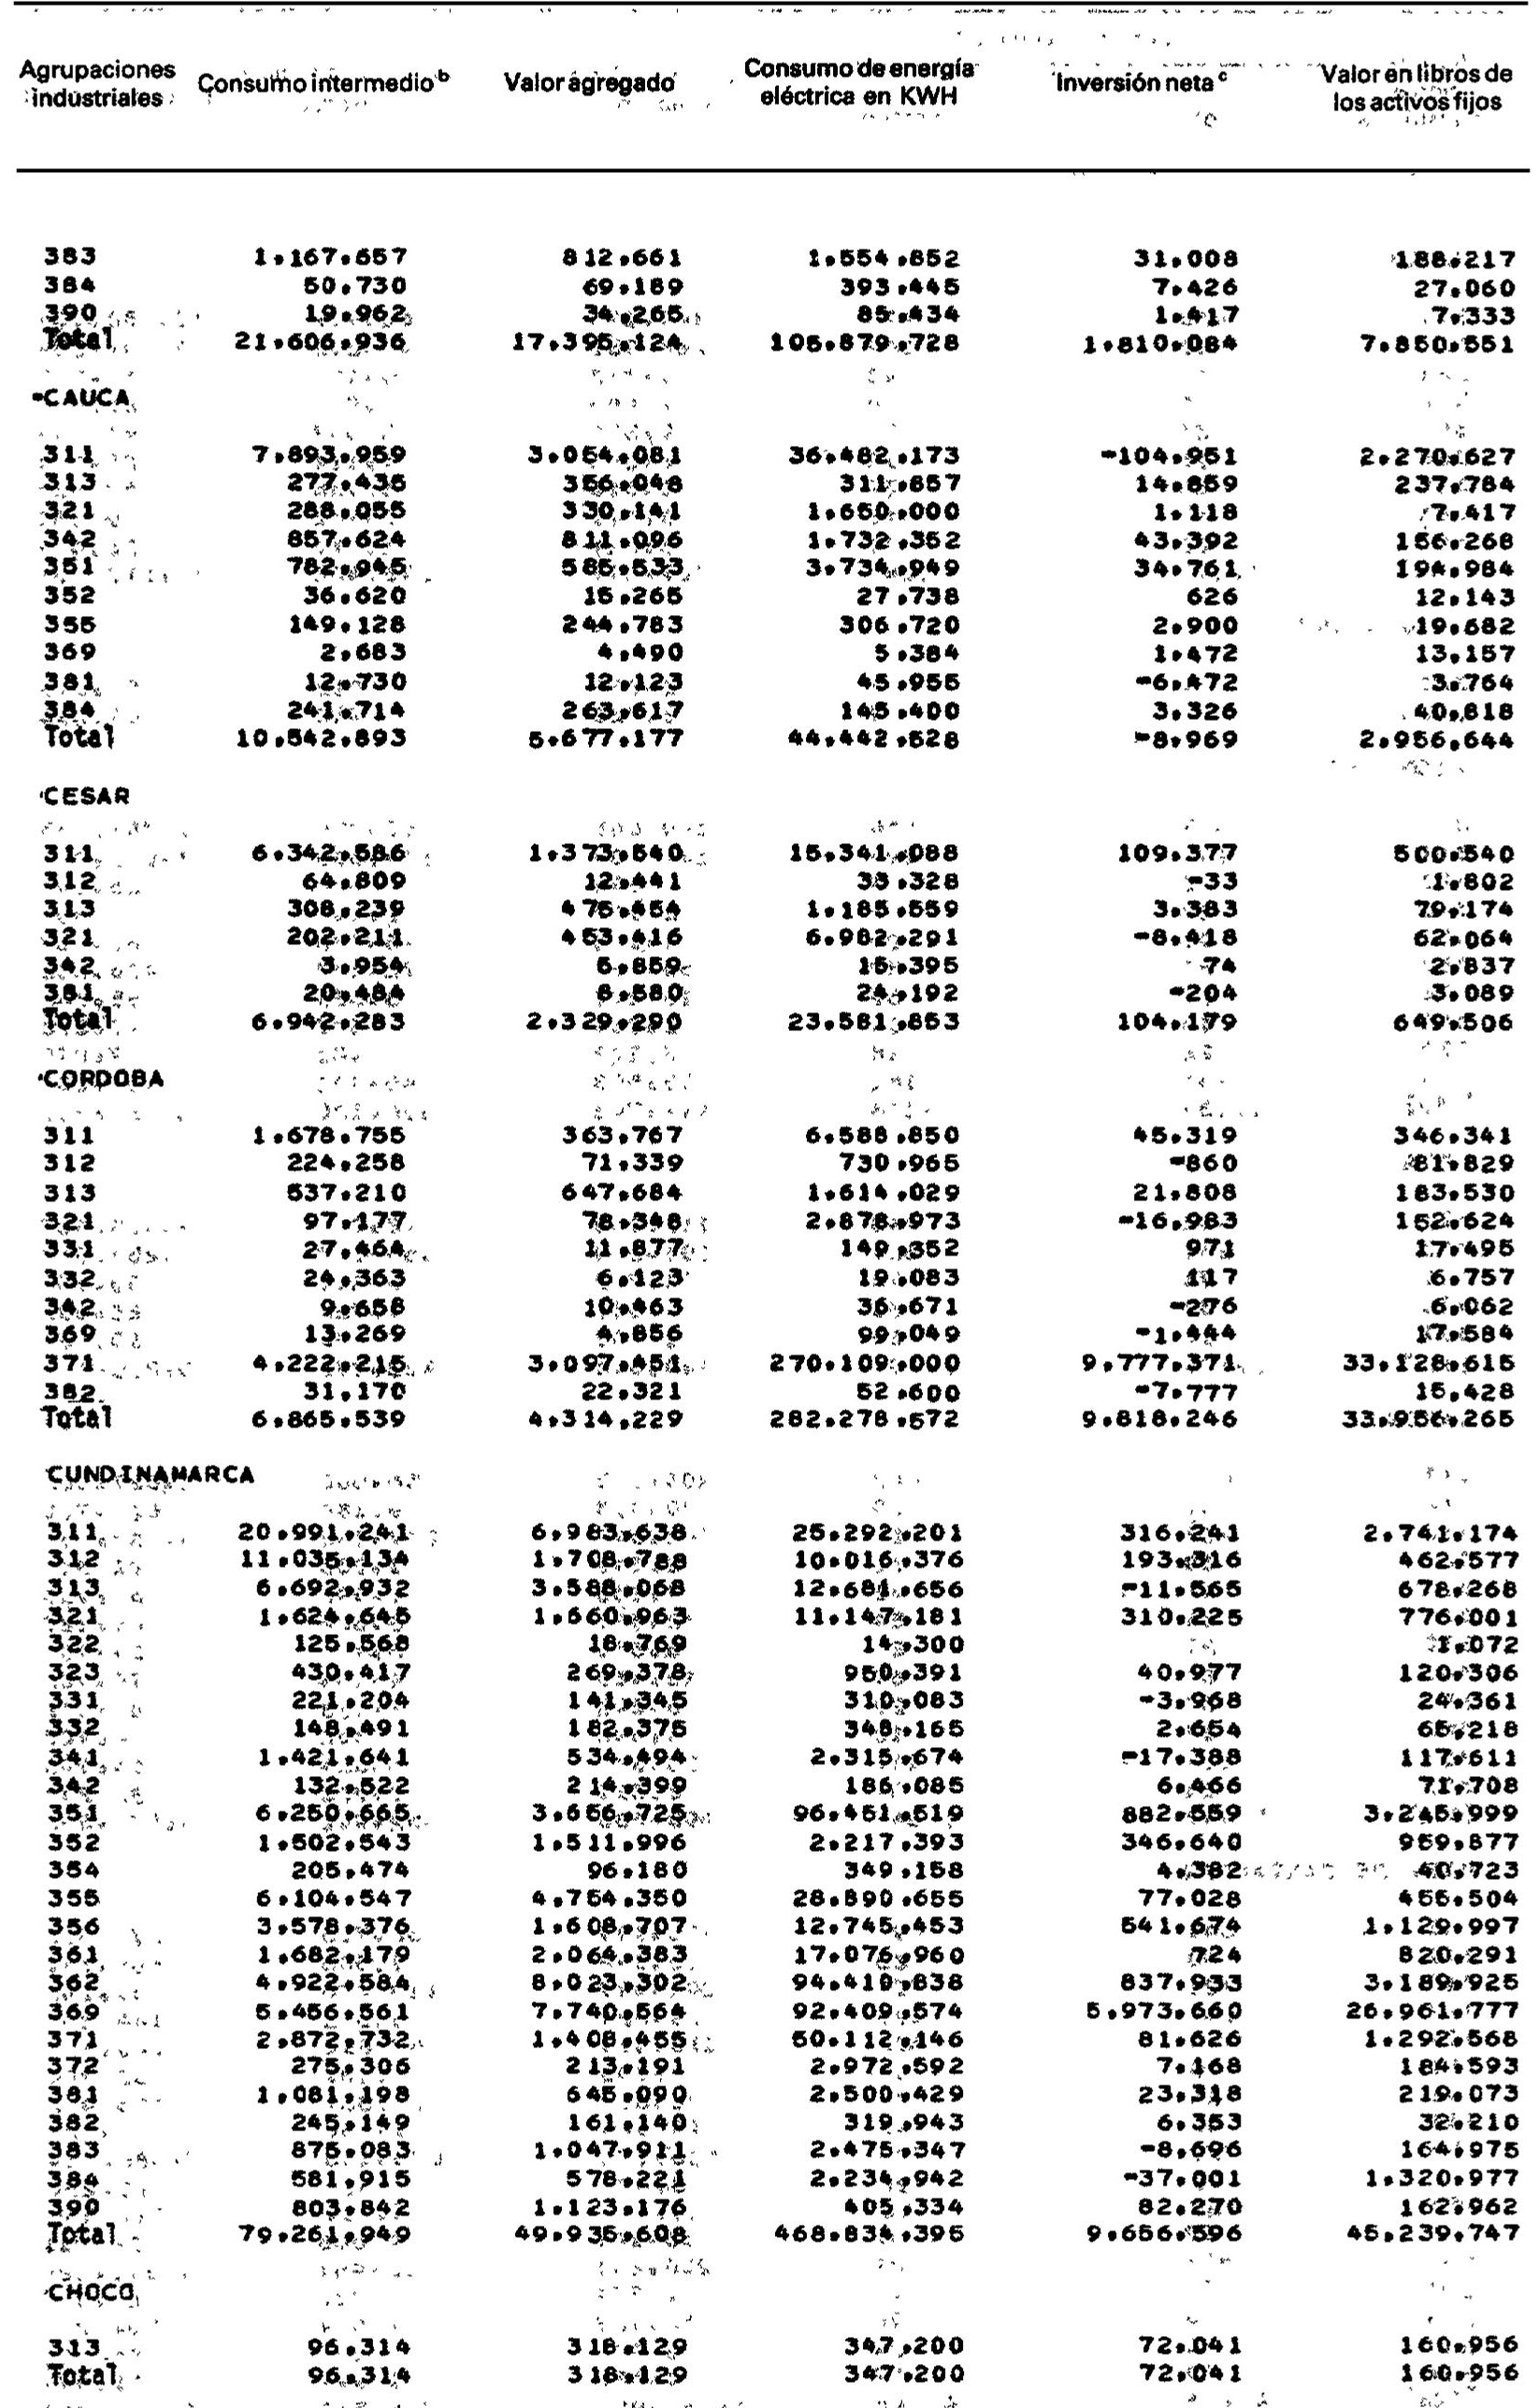 Agrupaciones industriales Consumo intermedio b Valor agregado Consumo de energía eléctrica en KWH Inversión neta c Valor en libros de los activos fijos
383 1.167.657 812.661 1.554.852 31.008 188.217
384 50.730 69.189 393.445 7.426 27.060
390 19.962 34.265 85.434 1.417 7.333
Total 21.606.936 17.395.124 105.879.728 1.810.084 7.850.551
CAUCA
311 7.893.959 3.054.081 36.482.173 -104.951 2.270.627
313 277.435 356.048 311.857 14.859 237.784
321 288.055 330.141 1.650.000 1.118 7.417
342 857.624 811.096 1.732.352 43.392 156.268
351 782.945 585.533 3.734.949 34.761 194.984
352 36.620 15.265 27.738 626 12.143
355 149.128 244.783 306.720 2.900 19.682
369 2.683 4.490 5.384 1.472 13.157
381 12.730 12.123 45.955 -6.472 3.764
384 241.714 263.617 145.400 3.326 40.818
Total 10.542.893 5.677.177 44.442.528 -8.969 2.956.644
CESAR
311 6.342.586 1.373.540 15.341.088 109.377 500.540
312 64.809 12.441 33.328 -33 1.802
313 308.239 475.454 1.185.559 3.383 79.174
321 202.211 453.416 6.982.291 -8.418 62.064
342 3.954 5.859 15.395 74 2.837
381 20.484 8.580 24.192 -204 3.089
Total 6.942.283 2.329.290 23.581.853 104.179 649.506
CORDOBA
311 1.678.755 363.767 6.588.850 45.319 346.341
312 224.258 71.339 730.965 -860 81.829
313 537.210 647.684 1.614.029 21.808 183.530
321 97.177 78.348 2.878.973 -16.983 152.624
331 27.464 11.877 149.352 971 17.495
332 24.363 6.123 19.083 117 6.757
342 9.658 10.463 36.671 -276 6.062
369 13.269 4.856 99.049 -1.444 17.584
371 4.222.215 3.097.451 270.109.000 9.777.371 33.128.615
382 31.170 22.321 52.600 -7.777 15.428
Total 6.865.539 4.314.229 282.278.572 9.818.246 33.956.265
CUNDINAMARCA
311 20.991.241 6.983.638 25.292.201 316.241 2.741.174
312 11.035.134 1.708.788 10.016.376 193.316 462.577
313 6.692.932 3.588.068 12.681.656 -11.565 678.268
321 1.624.645 1.660.963 11.147.181 310.225 776.001
322 125.568 18.769 14.300 1.072
323 430.417 269.378 950.391 40.977 120.306
331 221.204 141.345 310.083 -3.968 24.361
332 148.491 182.375 348.165 2.654 65.218
341 1.421.641 534.494 2.315.674 -17.388 117.611
342 132.522 214.399 186.085 6.466 71.708
351 6.250.665 3.656.725 96.451.519 882.559 3.245.999
352 1.502.543 1.511.996 2.217.393 346.640 959.877
354 205.474 96.180 349.158 4.382 40.723
355 6.104.547 4.754.350 28.890.655 77.028 455.504
356 3.578.376 1.608.707 12.745.453 541.674 1.129.997
361 1.682.179 2.064.383 17.076.960 724 820.291
362 4.922.584 8.023.302 94.410.838 837.933 3.189.925
369 5.456.561 7.740.564 92.409.574 5.973.660 26.961.777
371 2.872.732 1.408.455 50.112.146 81.626 1.292.568
372 275.306 213.191 2.972.592 7.168 184.593
381 1.081.198 645.090 2.500.429 23.318 219.073
382 245.149 161.140 319.943 6.353 32.210
383 875.083 1.047.911 2.475.347 -8.696 164.975
384 581.915 578.221 2.234.942 -37.001 1.320.977
390 803.842 1.123.176 405.334 82.270 162.962
Total 79.261.949 49.935.608 468.834.395 9.656.596 45.239.747
CHOCO
313 96.314 318.129 347.200 72.041 160.956
Total 96.314 318.129 347.200 72.041 160.956